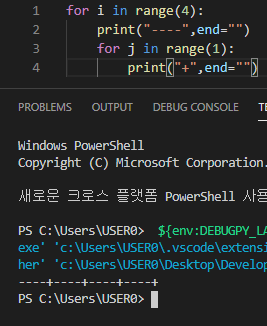 1 for i in range(4):
2 print("----",end="")
3 for j in range(1):
4 print("+",end="")
PROBLEMS OUTPUT DEBUG CONSOLE
Windows PowerShell
Copyright (C) Microsoft Corporation.
새로운 크로스 플랫폼 PowerShell 사용
PS C:\Users\USER0> ${env:DEBUGPY_LA
exe' 'c:\Users\USER0\.vscode\extensi
her' 'c:\Users\USER0\Desktop\Develop
----+----+----+----+
PS C:\Users\USER0>